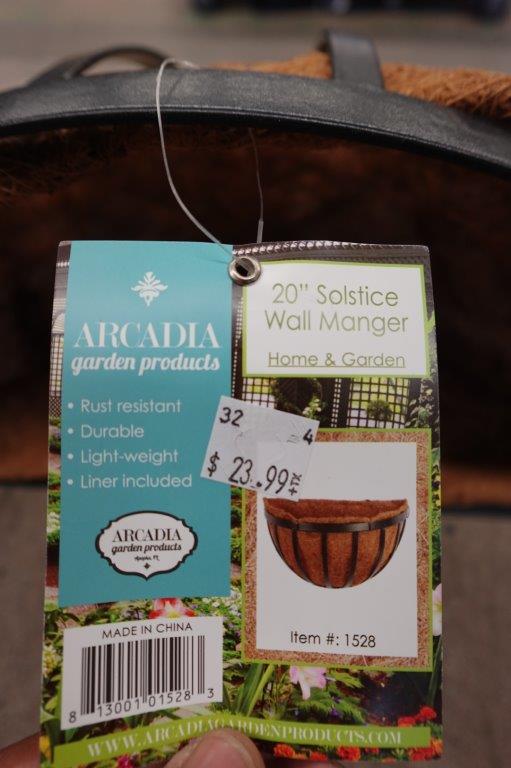 ARCADIA
garden products
• Rust resistant
• Durable
• Light-weight
• Liner included
ARCADIA
garden products
MADE IN CHINA
8 13001 01528 3
20" Solstice
Wall Manger
Home & Garden
32 4
$ 23.99
Item #: 1528
WWW.ARCADIAGARDENPRODUCTS.COM